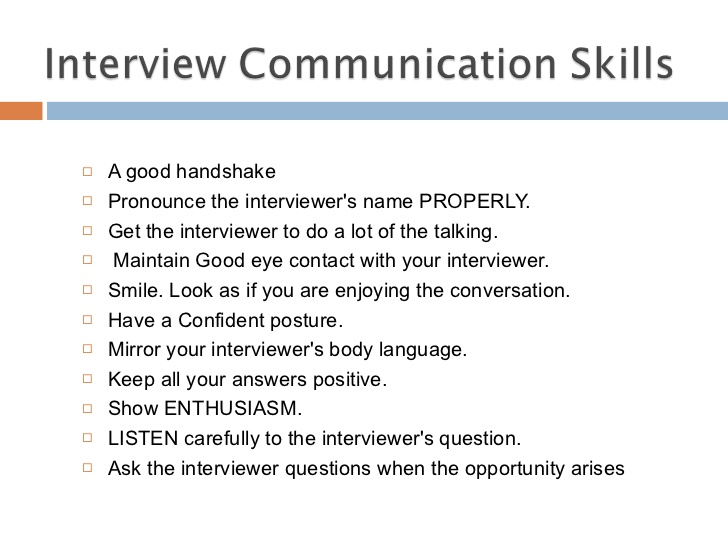 Interview Communication Skills
A good handshake
Pronounce the interviewer's name PROPERLY.
Get the interviewer to do a lot of the talking.
Maintain Good eye contact with your interviewer.
Smile. Look as if you are enjoying the conversation.
Have a Confident posture.
Mirror your interviewer's body language.
Keep all your answers positive.
Show ENTHUSIASM.
LISTEN carefully to the interviewer's question.
Ask the interviewer questions when the opportunity arises